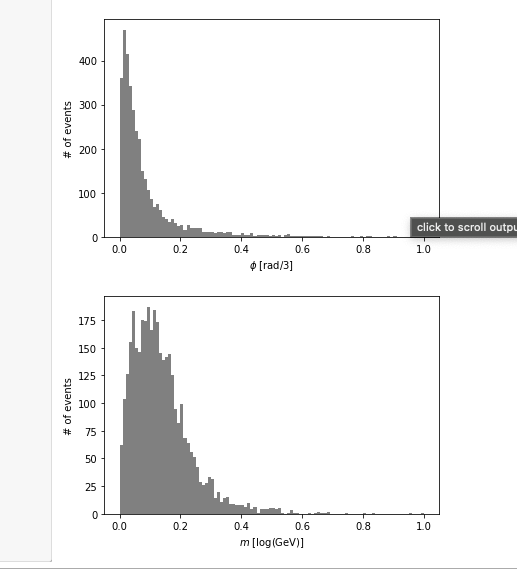 400
300
200
100
0
# of events
0.0 0.2 0.4 0.6 0.8 1.0
ϕ [rad/3]
click to scroll outpu
175
150
125
100
75
50
25
0
# of events
0.0 0.2 0.4 0.6 0.8 1.0
m [log(GeV)]